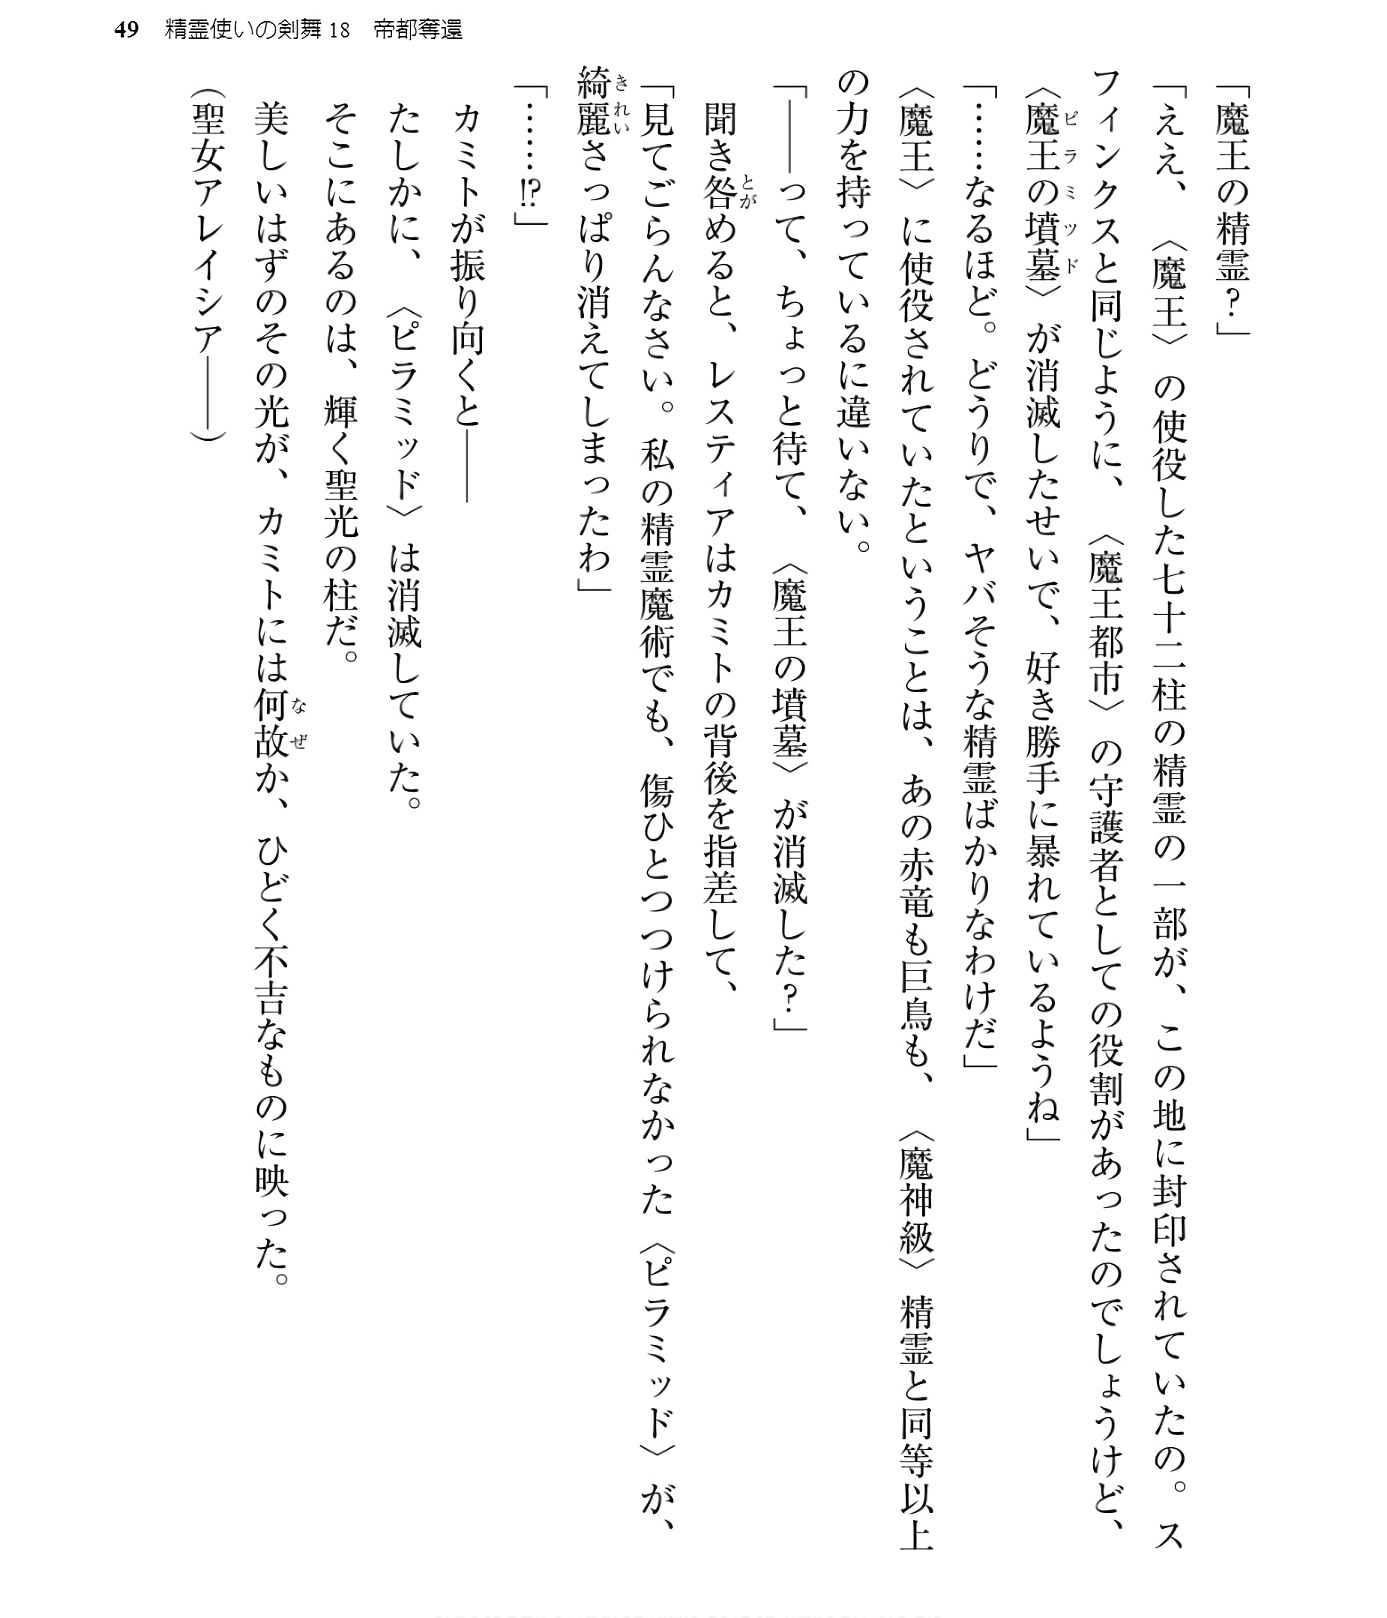 49　精霊使いの剣舞 18　帝都奪還
「魔王の精霊？」
「ええ、〈魔王〉の使役した七十二柱の精霊の一部が、この地に封印されていたの。ス
フィンクスと同じように、〈魔王都市〉の守護者としての役割があったのでしょうけど、
〈魔王の墳墓〉が消滅したせいで、好き勝手に暴れているようね」
ピラミッド
「……なるほど。どうりで、ヤバそうな精霊ばかりなわけだ」
〈魔王〉に使役されていたということは、あの赤竜も巨鳥も、〈魔神級〉精霊と同等以上
の力を持っているに違いない。
「――って、ちょっと待て、〈魔王の墳墓〉が消滅した？」
聞き咎めると、レスティアはカミトの背後を指差して、
とが
「見てごらんなさい。私の精霊魔術でも、傷ひとつつけられなかった〈ピラミッド〉が、
綺麗さっぱり消えてしまったわ」
きれい
「……!?」
カミトが振り向くと――
たしかに、〈ピラミッド〉は消滅していた。
そこにあるのは、輝く聖光の柱だ。
美しいはずのその光が、カミトには何故か、ひどく不吉なものに映った。
なぜ
（聖女アレイシア――）